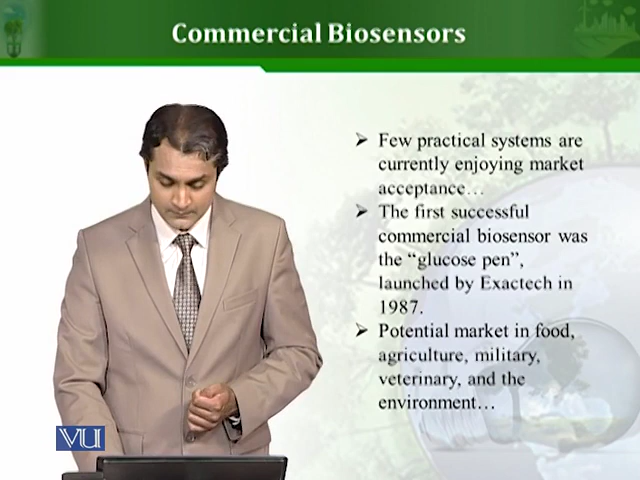 Commercial Biosensors
➢ Few practical systems are
currently enjoying market
acceptance…
➢ The first successful
commercial biosensor was
the “glucose pen”,
launched by Exactech in
1987.
➢ Potential market in food,
agriculture, military,
veterinary, and the
environment…
VU